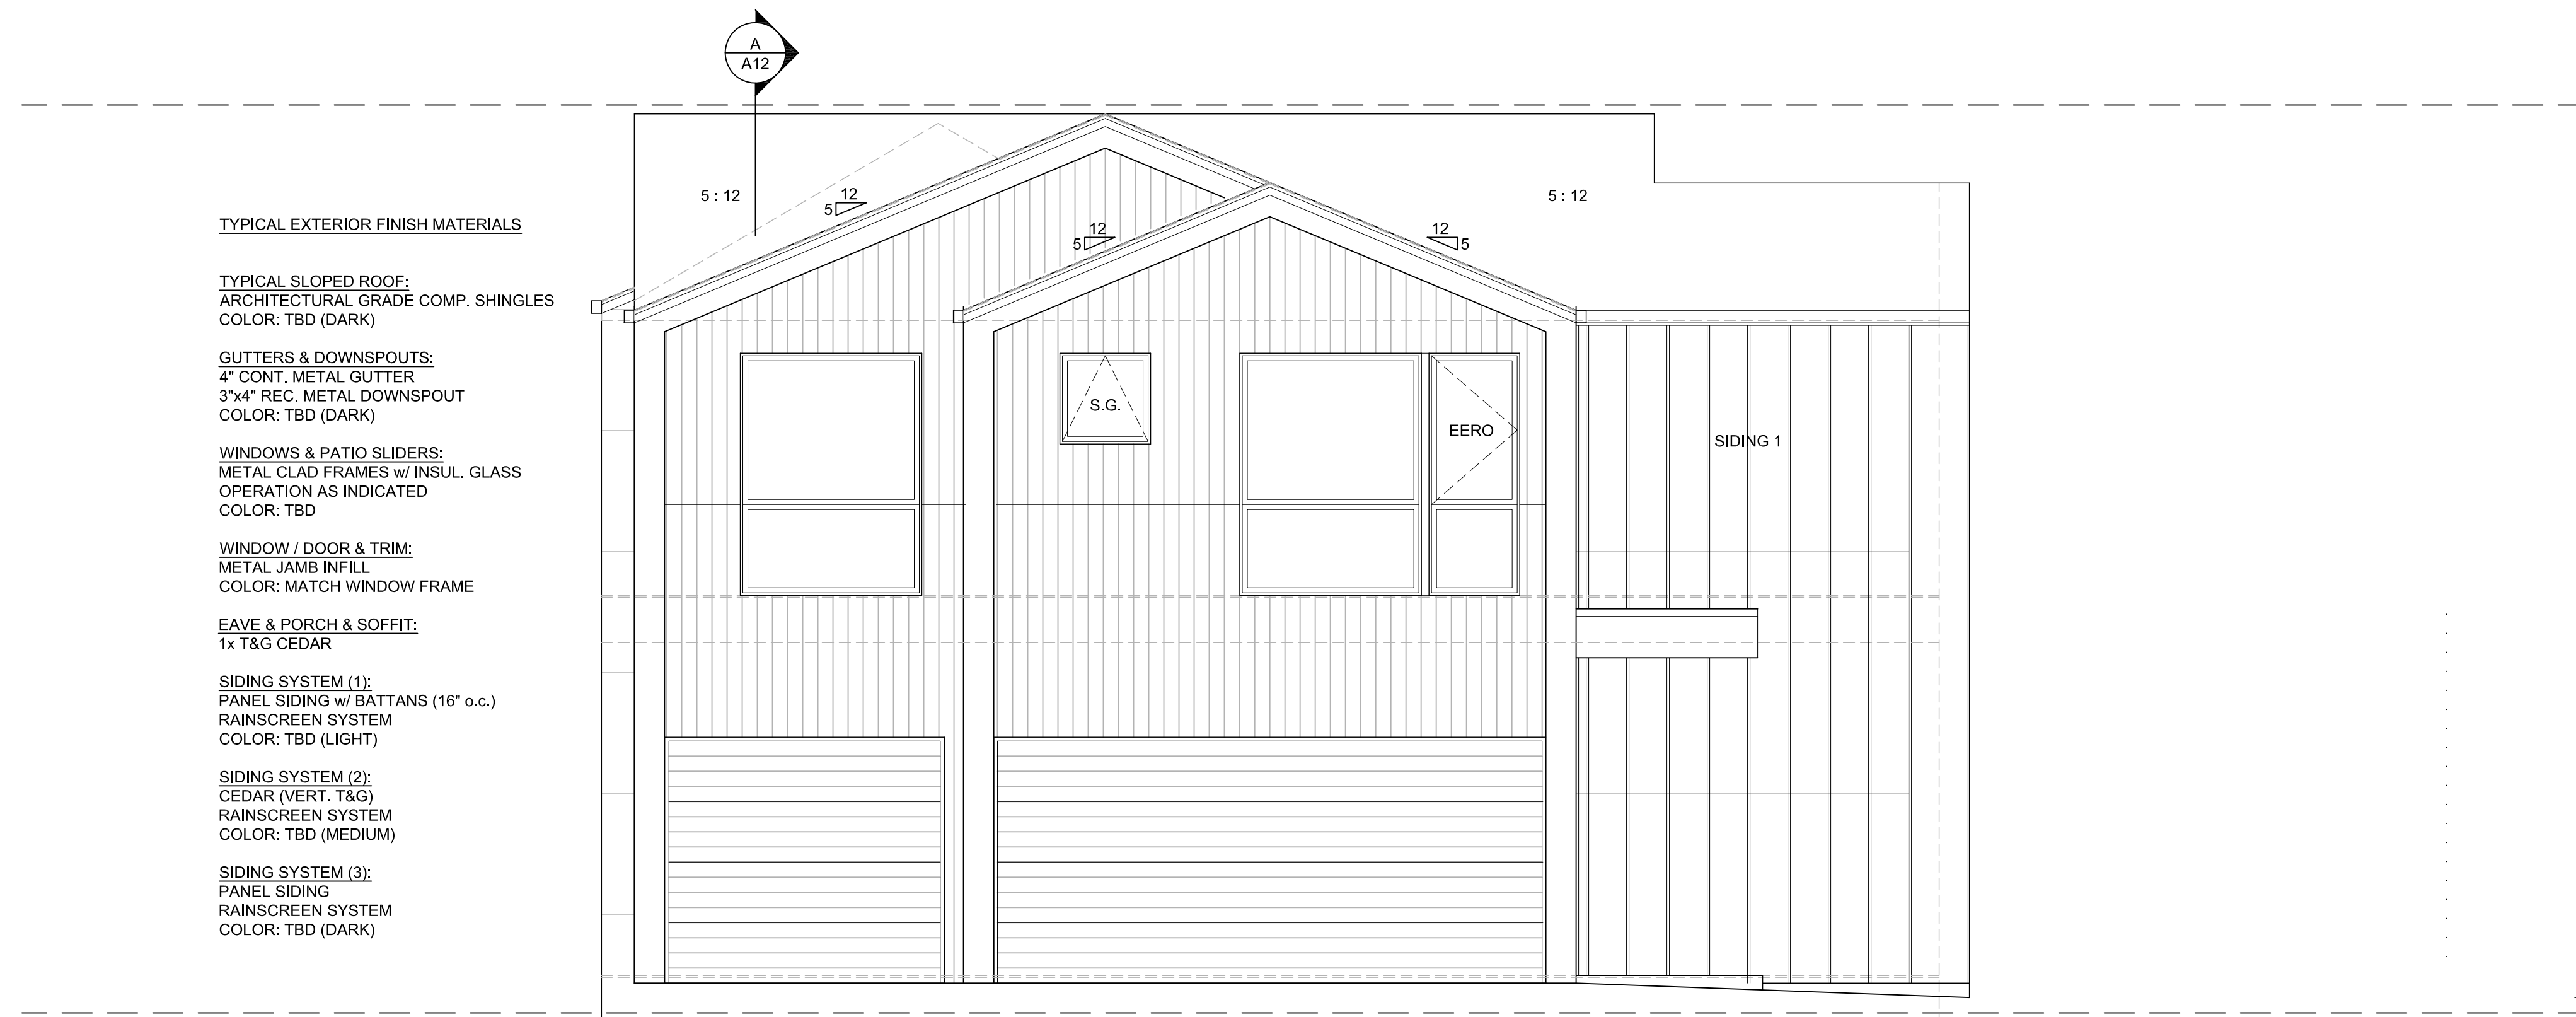 A
A12
5 : 12
12
5
12
5
12
5
5 : 12
TYPICAL EXTERIOR FINISH MATERIALS
TYPICAL SLOPED ROOF:
ARCHITECTURAL GRADE COMP. SHINGLES
COLOR: TBD (DARK)
GUTTERS & DOWNSPOUTS:
4" CONT. METAL GUTTER
3"x4" REC. METAL DOWNSPOUT
COLOR: TBD (DARK)
WINDOWS & PATIO SLIDERS:
METAL CLAD FRAMES w/ INSUL. GLASS
OPERATION AS INDICATED
COLOR: TBD
WINDOW / DOOR & TRIM:
METAL JAMB INFILL
COLOR: MATCH WINDOW FRAME
EAVE & PORCH & SOFFIT:
1x T&G CEDAR
SIDING SYSTEM (1):
PANEL SIDING w/ BATTANS (16" o.c.)
RAINSCREEN SYSTEM
COLOR: TBD (LIGHT)
SIDING SYSTEM (2):
CEDAR (VERT. T&G)
RAINSCREEN SYSTEM
COLOR: TBD (MEDIUM)
SIDING SYSTEM (3):
PANEL SIDING
RAINSCREEN SYSTEM
COLOR: TBD (DARK)
S.G.
EERO
SIDING 1